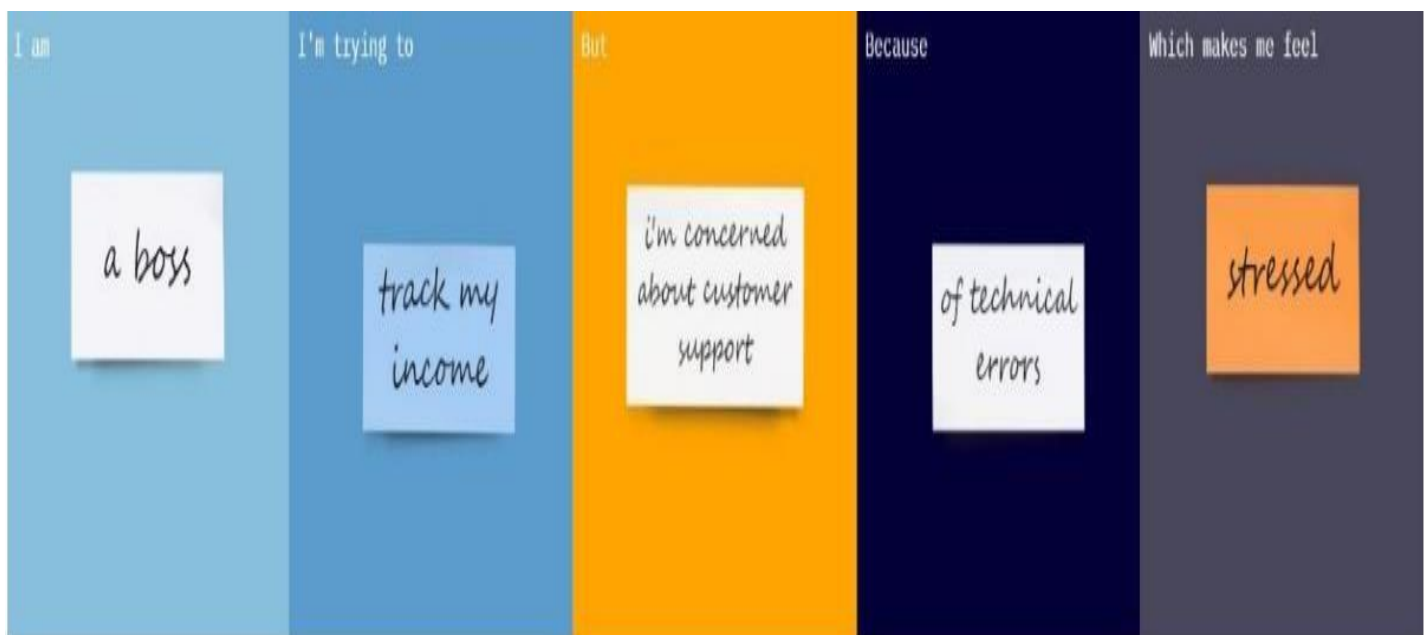 I am
a boss
I'm trying to
track my
income
But
i'm concerned
about customer
support
Because
of technical
errors
Which makes me feel
stressed